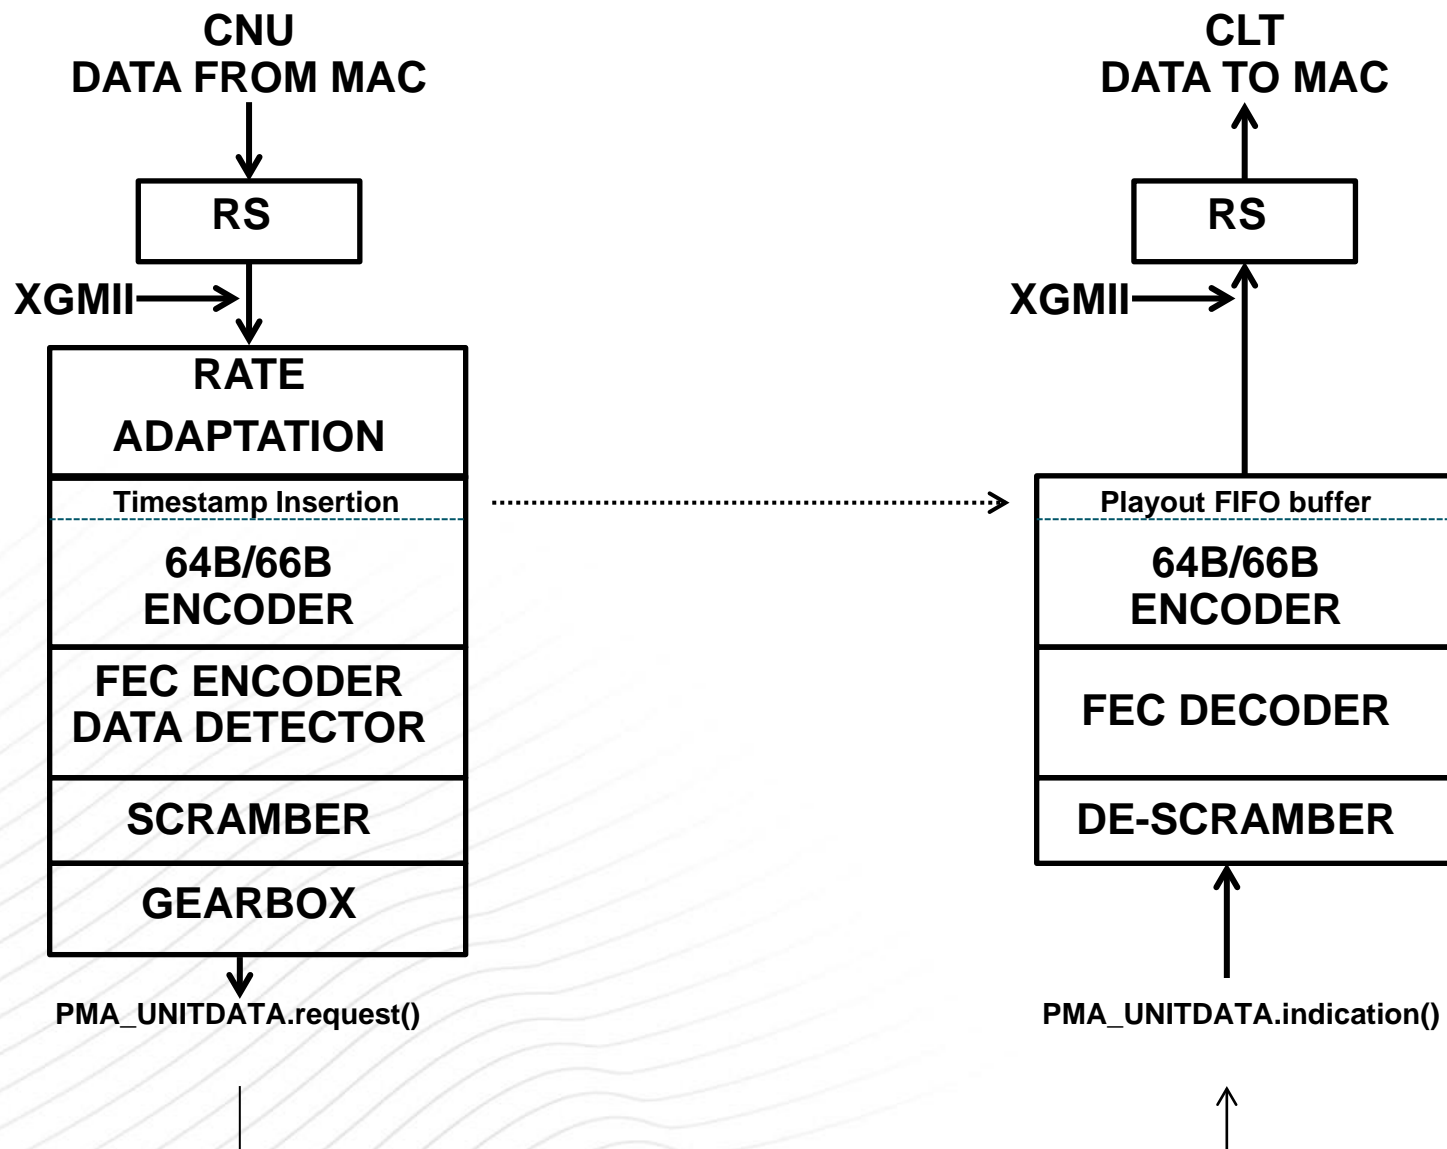 CNU
DATA FROM MAC
RS
XGMII
RATE
ADAPTATION
Timestamp Insertion
64B/66B
ENCODER
FEC ENCODER
DATA DETECTOR
SCRAMBER
GEARBOX
PMA_UNITDATA.request()
CLT
DATA TO MAC
RS
XGMII
Playout FIFO buffer
64B/66B
ENCODER
FEC DECODER
DE-SCRAMBER
PMA_UNITDATA.indication()